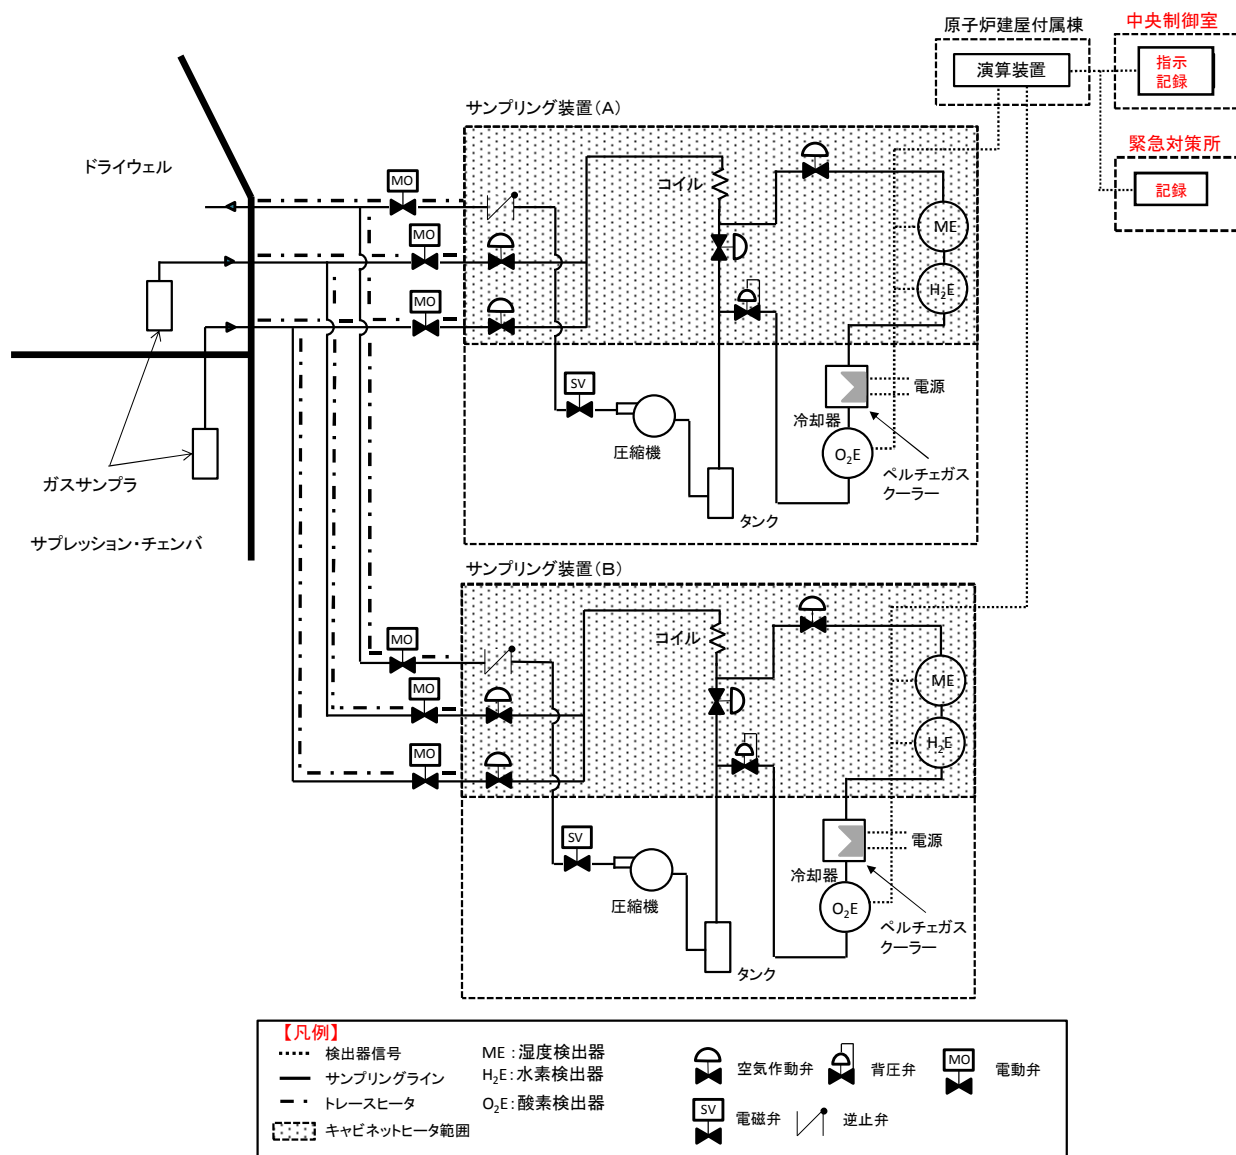 原子炉建屋付属棟
中央制御室
演算装置
指示
記録
緊急対策所
記録
サンプリング装置(A)
ドライウェル
MO
コイル
MO
ME
MO
H₂E
SV
電源
冷却器
圧縮機
O₂E
ペルチェガス
クーラー
ガスサンプラ
タンク
サプレッション・チェンバ
サンプリング装置(B)
MO
コイル
MO
ME
MO
H₂E
SV
電源
冷却器
圧縮機
O₂E
ペルチェガス
クーラー
タンク
【凡例】
検出器信号
サンプリングライン
トレースヒータ
キャビネットヒータ範囲
ME:湿度検出器
H₂E:水素検出器
O₂E:酸素検出器
空気作動弁
背圧弁
MO
電動弁
SV
電磁弁
逆止弁